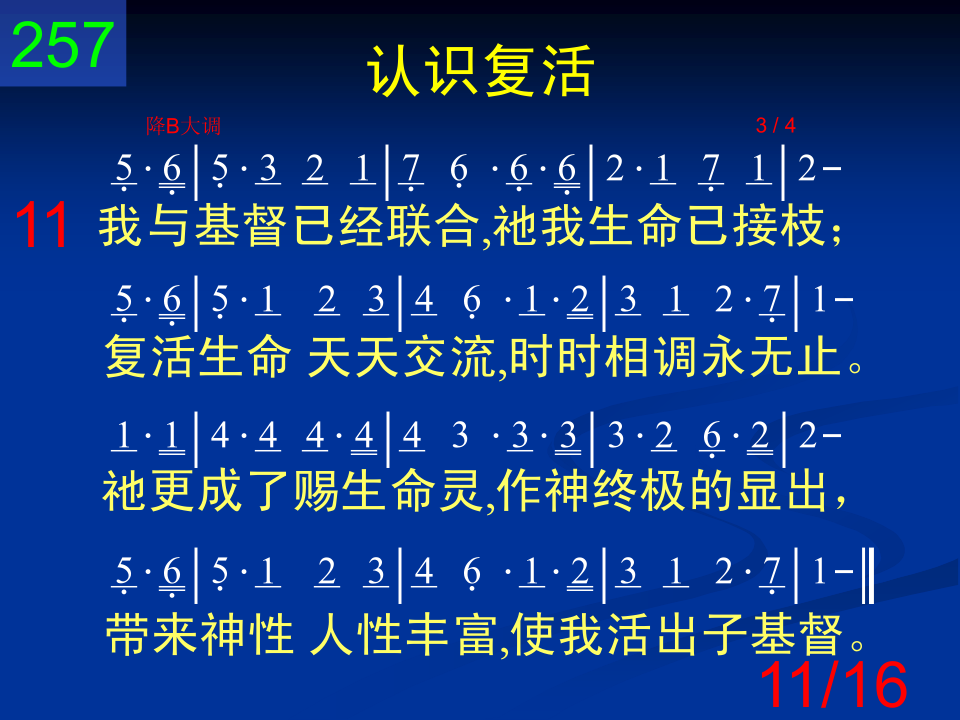 257
认识复活
降B大调 3 / 4
5 · 6 | 5 · 3 2 1 | 7 6 · 6 · 6 | 2 · 1 7 1 | 2 -
11
我与基督已经联合,祂我生命已接枝；
5 · 6 | 5 · 1 2 3 | 4 6 · 1 · 2 | 3 1 2 · 7 | 1 -
复活生命 天天交流,时时相调永无止。
1 · 1 | 4 · 4 4 · 4 | 4 3 · 3 · 3 | 3 · 2 6 · 2 | 2 -
祂更成了赐生命灵,作神终极的显出，
5 · 6 | 5 · 1 2 3 | 4 6 · 1 · 2 | 3 1 2 · 7 | 1 - ‖
带来神性 人性丰富,使我活出子基督。
11/16